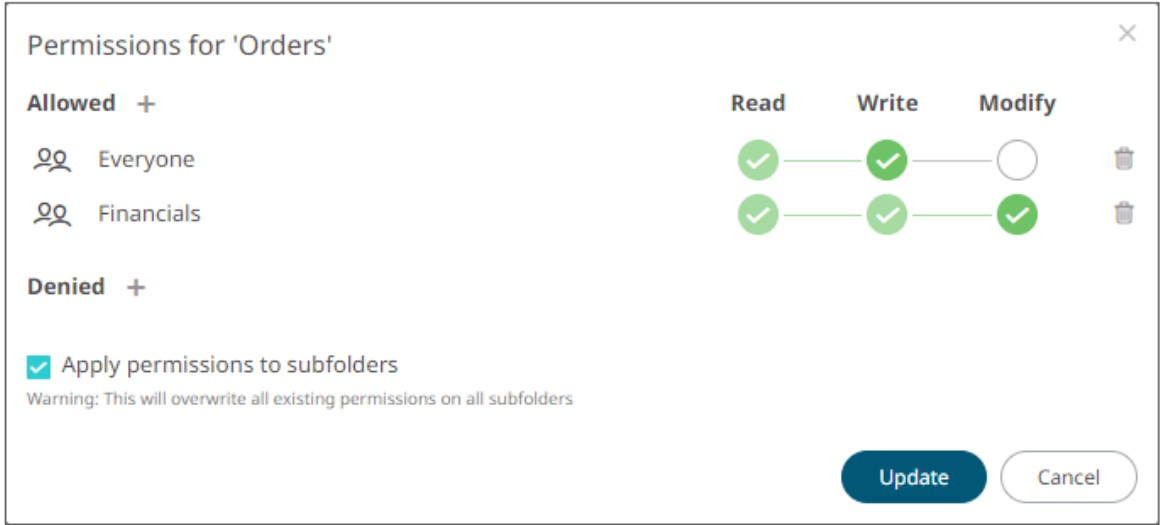 Permissions for 'Orders'
Allowed + Read Write Modify
Everyone
Financials
Denied +
Apply permissions to subfolders
Warning: This will overwrite all existing permissions on all subfolders
Update Cancel